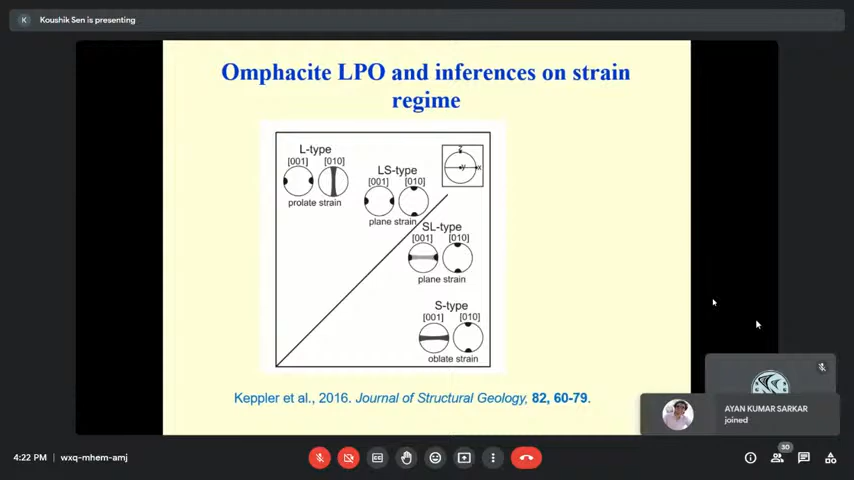 K Koushik Sen is presenting
Omphacite LPO and inferences on strain
regime
L-type
[001] [010]
prolate strain
LS-type
[001] [010]
plane strain
z
y x
SL-type
[001] [010]
plane strain
S-type
[001] [010]
oblate strain
Keppler et al., 2016. Journal of Structural Geology, 82, 60-79.
AYAN KUMAR SARKAR
joined
4:22 PM | wxq-mhem-amj
30